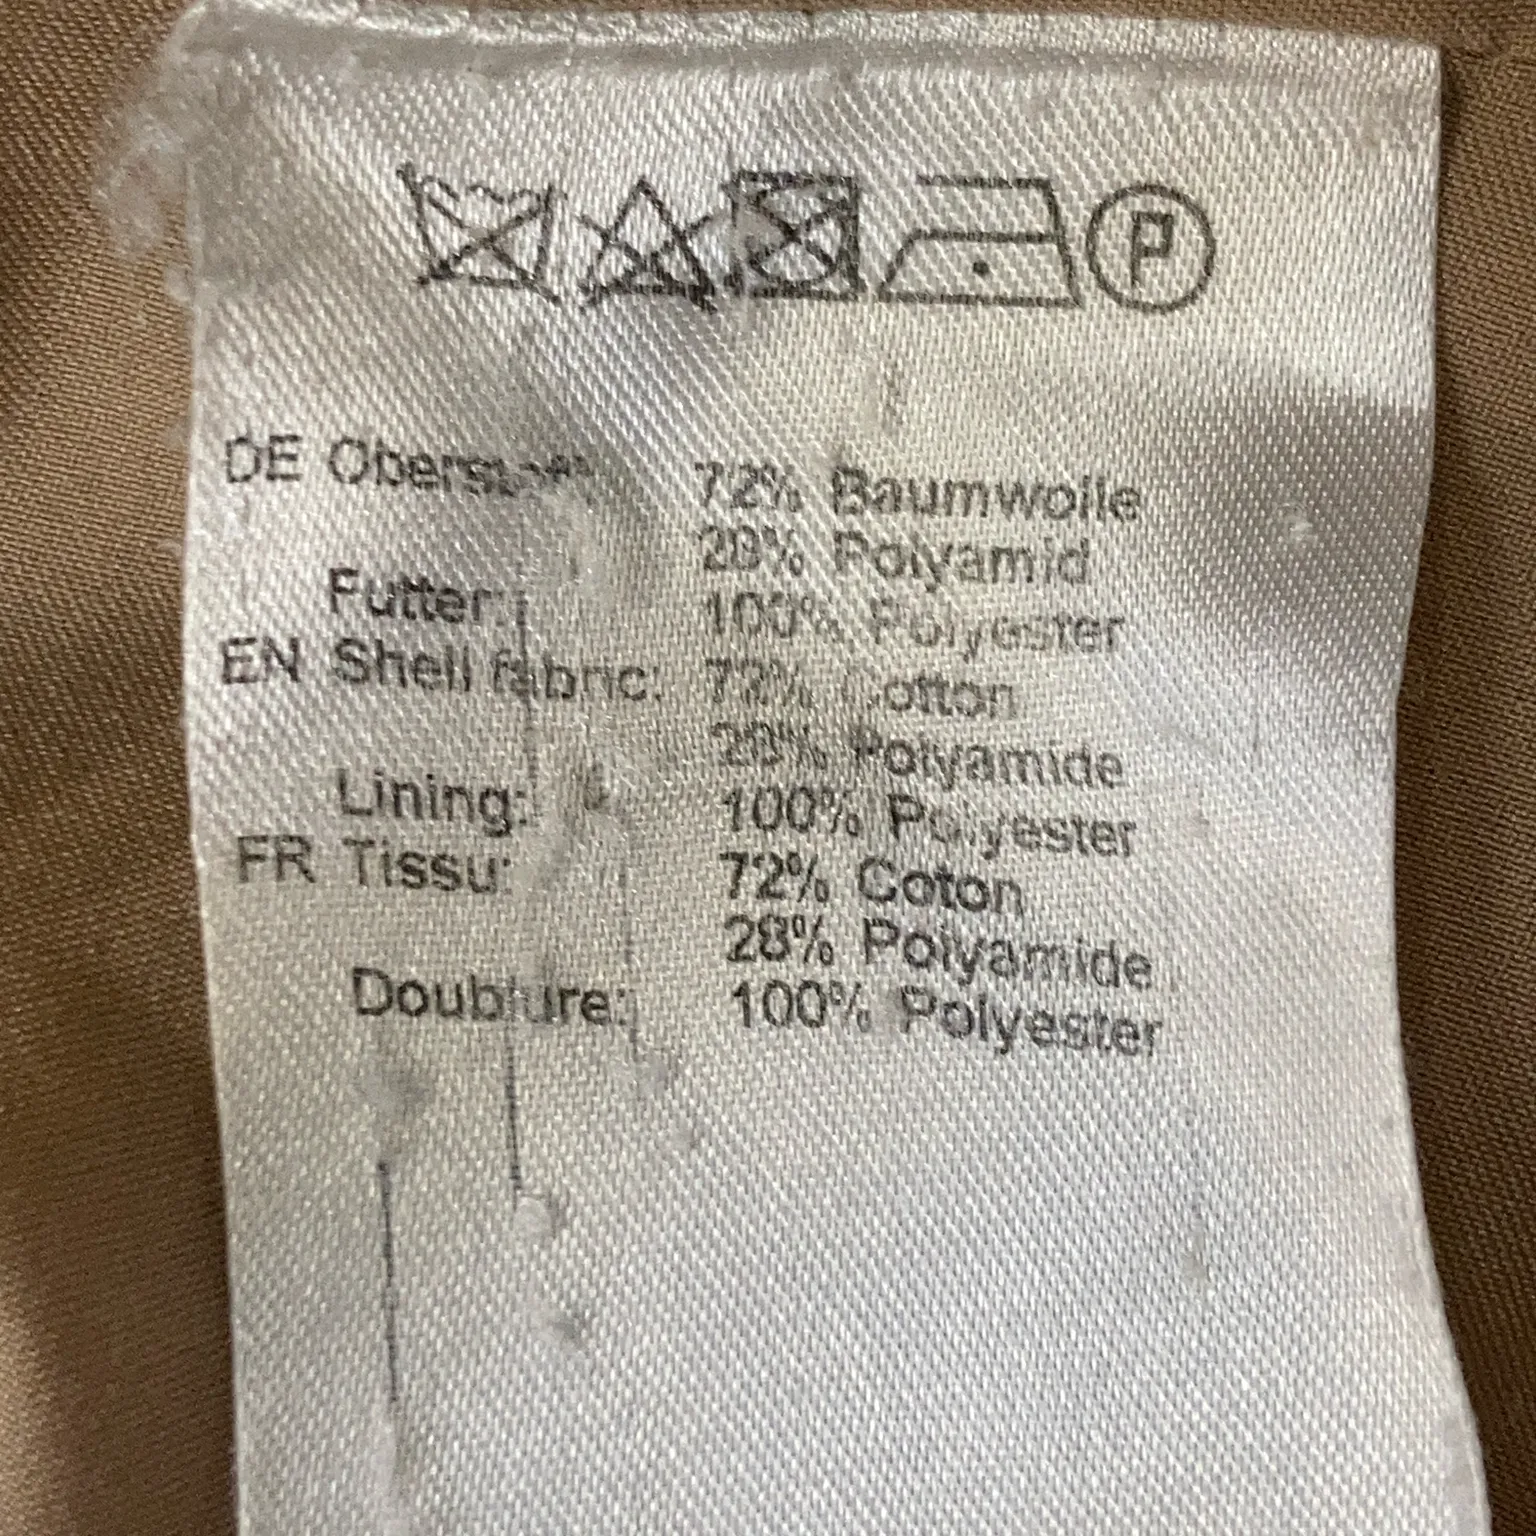 P
DE Oberstoff: 72% Baumwolle
28% Polyamid
Futter: 100% Polyester
EN Shell fabric: 72% Cotton
28% Polyamide
Lining: 100% Polyester
FR Tissu: 72% Coton
28% Polyamide
Doublure: 100% Polyester